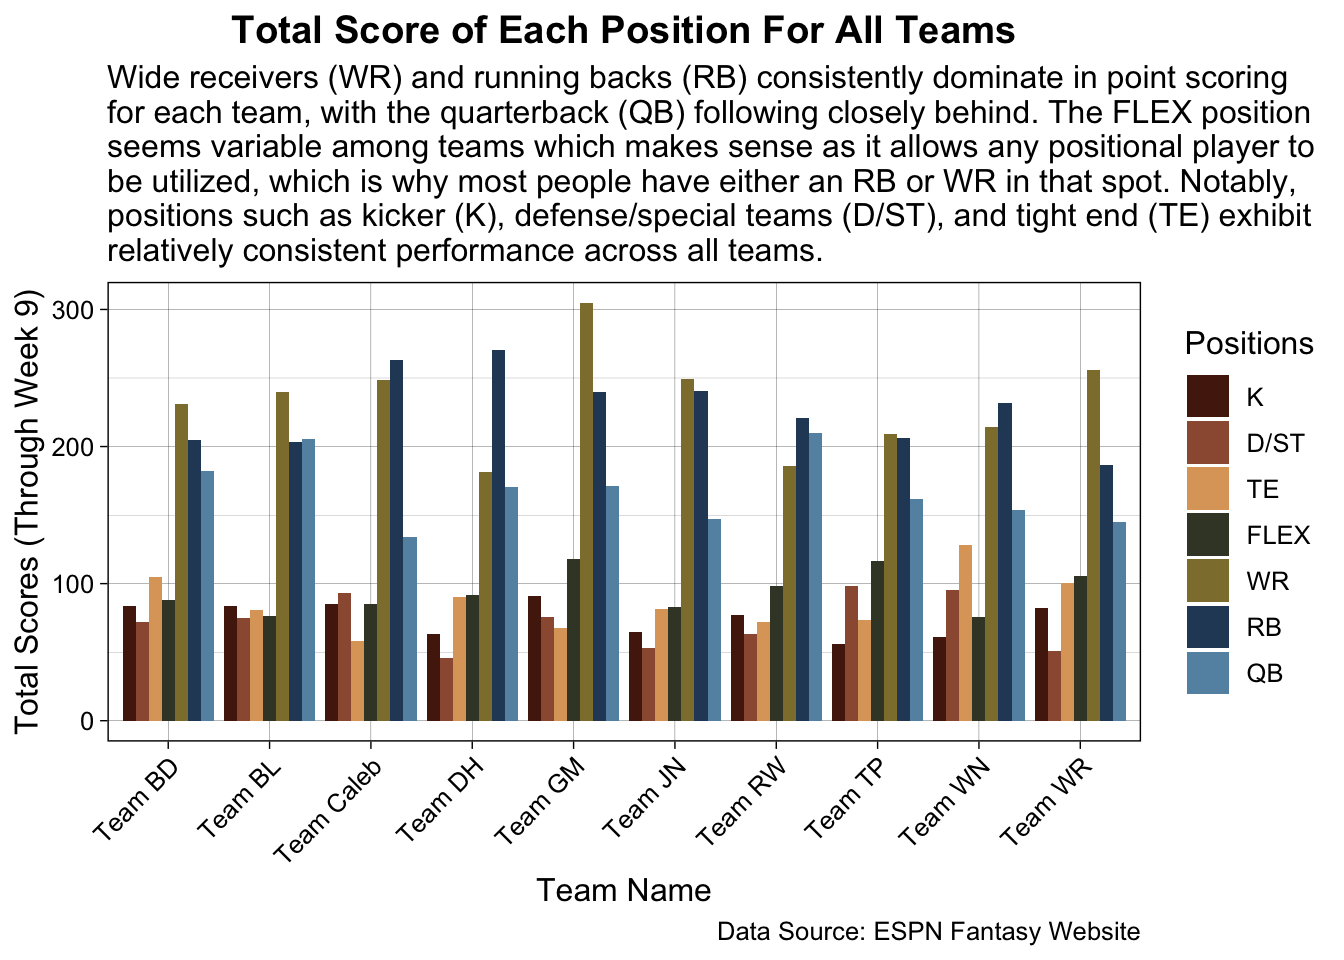 Total Score of Each Position For All Teams
Wide receivers (WR) and running backs (RB) consistently dominate in point scoring
for each team, with the quarterback (QB) following closely behind. The FLEX position
seems variable among teams which makes sense as it allows any positional player to
be utilized, which is why most people have either an RB or WR in that spot. Notably,
positions such as kicker (K), defense/special teams (D/ST), and tight end (TE) exhibit
relatively consistent performance across all teams.
Total Scores (Through Week 9)
300
200
100
0
Team BD
Team BL
Team Caleb
Team DH
Team GM
Team JN
Team RW
Team TP
Team WN
Team WR
Team Name
Positions
K
D/ST
TE
FLEX
WR
RB
QB
Data Source: ESPN Fantasy Website